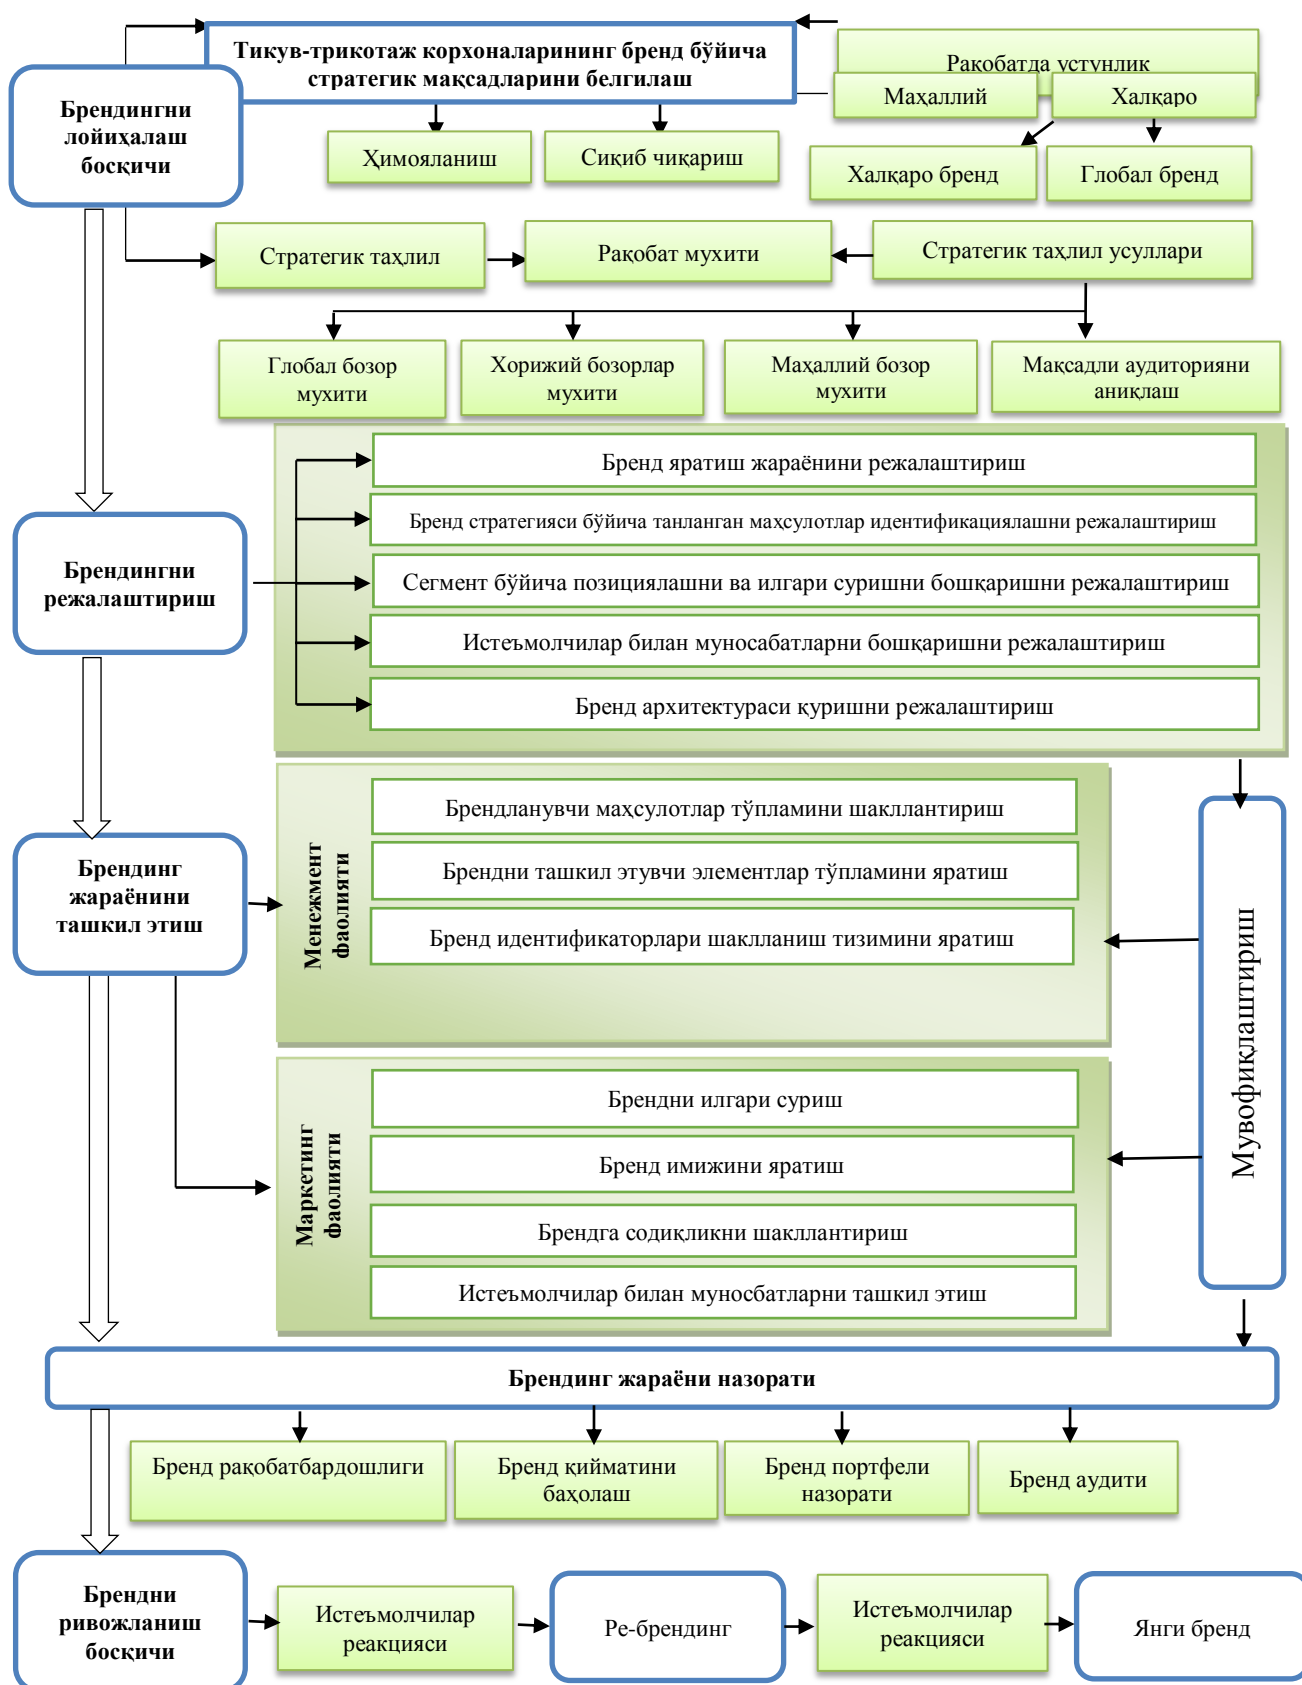 Тикув-трикотаж корхоналарининг бренд бўйича
стратегик мақсадларини белгилаш
Рақобатда устунлик
Маҳаллий
Халқаро
Брендингни
лойиҳалаш
босқичи
Ҳимояланиш
Сиқиб чиқариш
Халқаро бренд
Глобал бренд
Стратегик таҳлил
Рақобат мухити
Стратегик таҳлил усуллари
Глобал бозор
мухити
Хорижий бозорлар
мухити
Маҳаллий бозор
мухити
Мақсадли аудиторияни
аниқлаш
Брендингни
режалаштириш
Бренд яратиш жараёнини режалаштириш
Бренд стратегияси бўйича танланган маҳсулотлар идентификациялашни режалаштириш
Сегмент бўйича позициялашни ва илгари суришни бошқаришни режалаштириш
Истеъмолчилар билан муносабатларни бошқаришни режалаштириш
Бренд архитектураси қуришни режалаштириш
Брендинг
жараёнини
ташкил этиш
Менежмент
фаолияти
Брендланувчи маҳсулотлар тўпламини шакллантириш
Брендни ташкил этувчи элементлар тўпламини яратиш
Бренд идентификаторлари шаклланиш тизимини яратиш
Мувофиқлаштириш
Маркетинг
фаолияти
Брендни илгари суриш
Бренд имижини яратиш
Брендга содиқликни шакллантириш
Истеъмолчилар билан муносбатларни ташкил этиш
Брендинг жараёни назорати
Бренд рақобатбардошлиги
Бренд қийматини
баҳолаш
Бренд портфели
назорати
Бренд аудити
Брендни
ривожланиш
босқичи
Истеъмолчилар
реакцияси
Ре-брендинг
Истеъмолчилар
реакцияси
Янги бренд